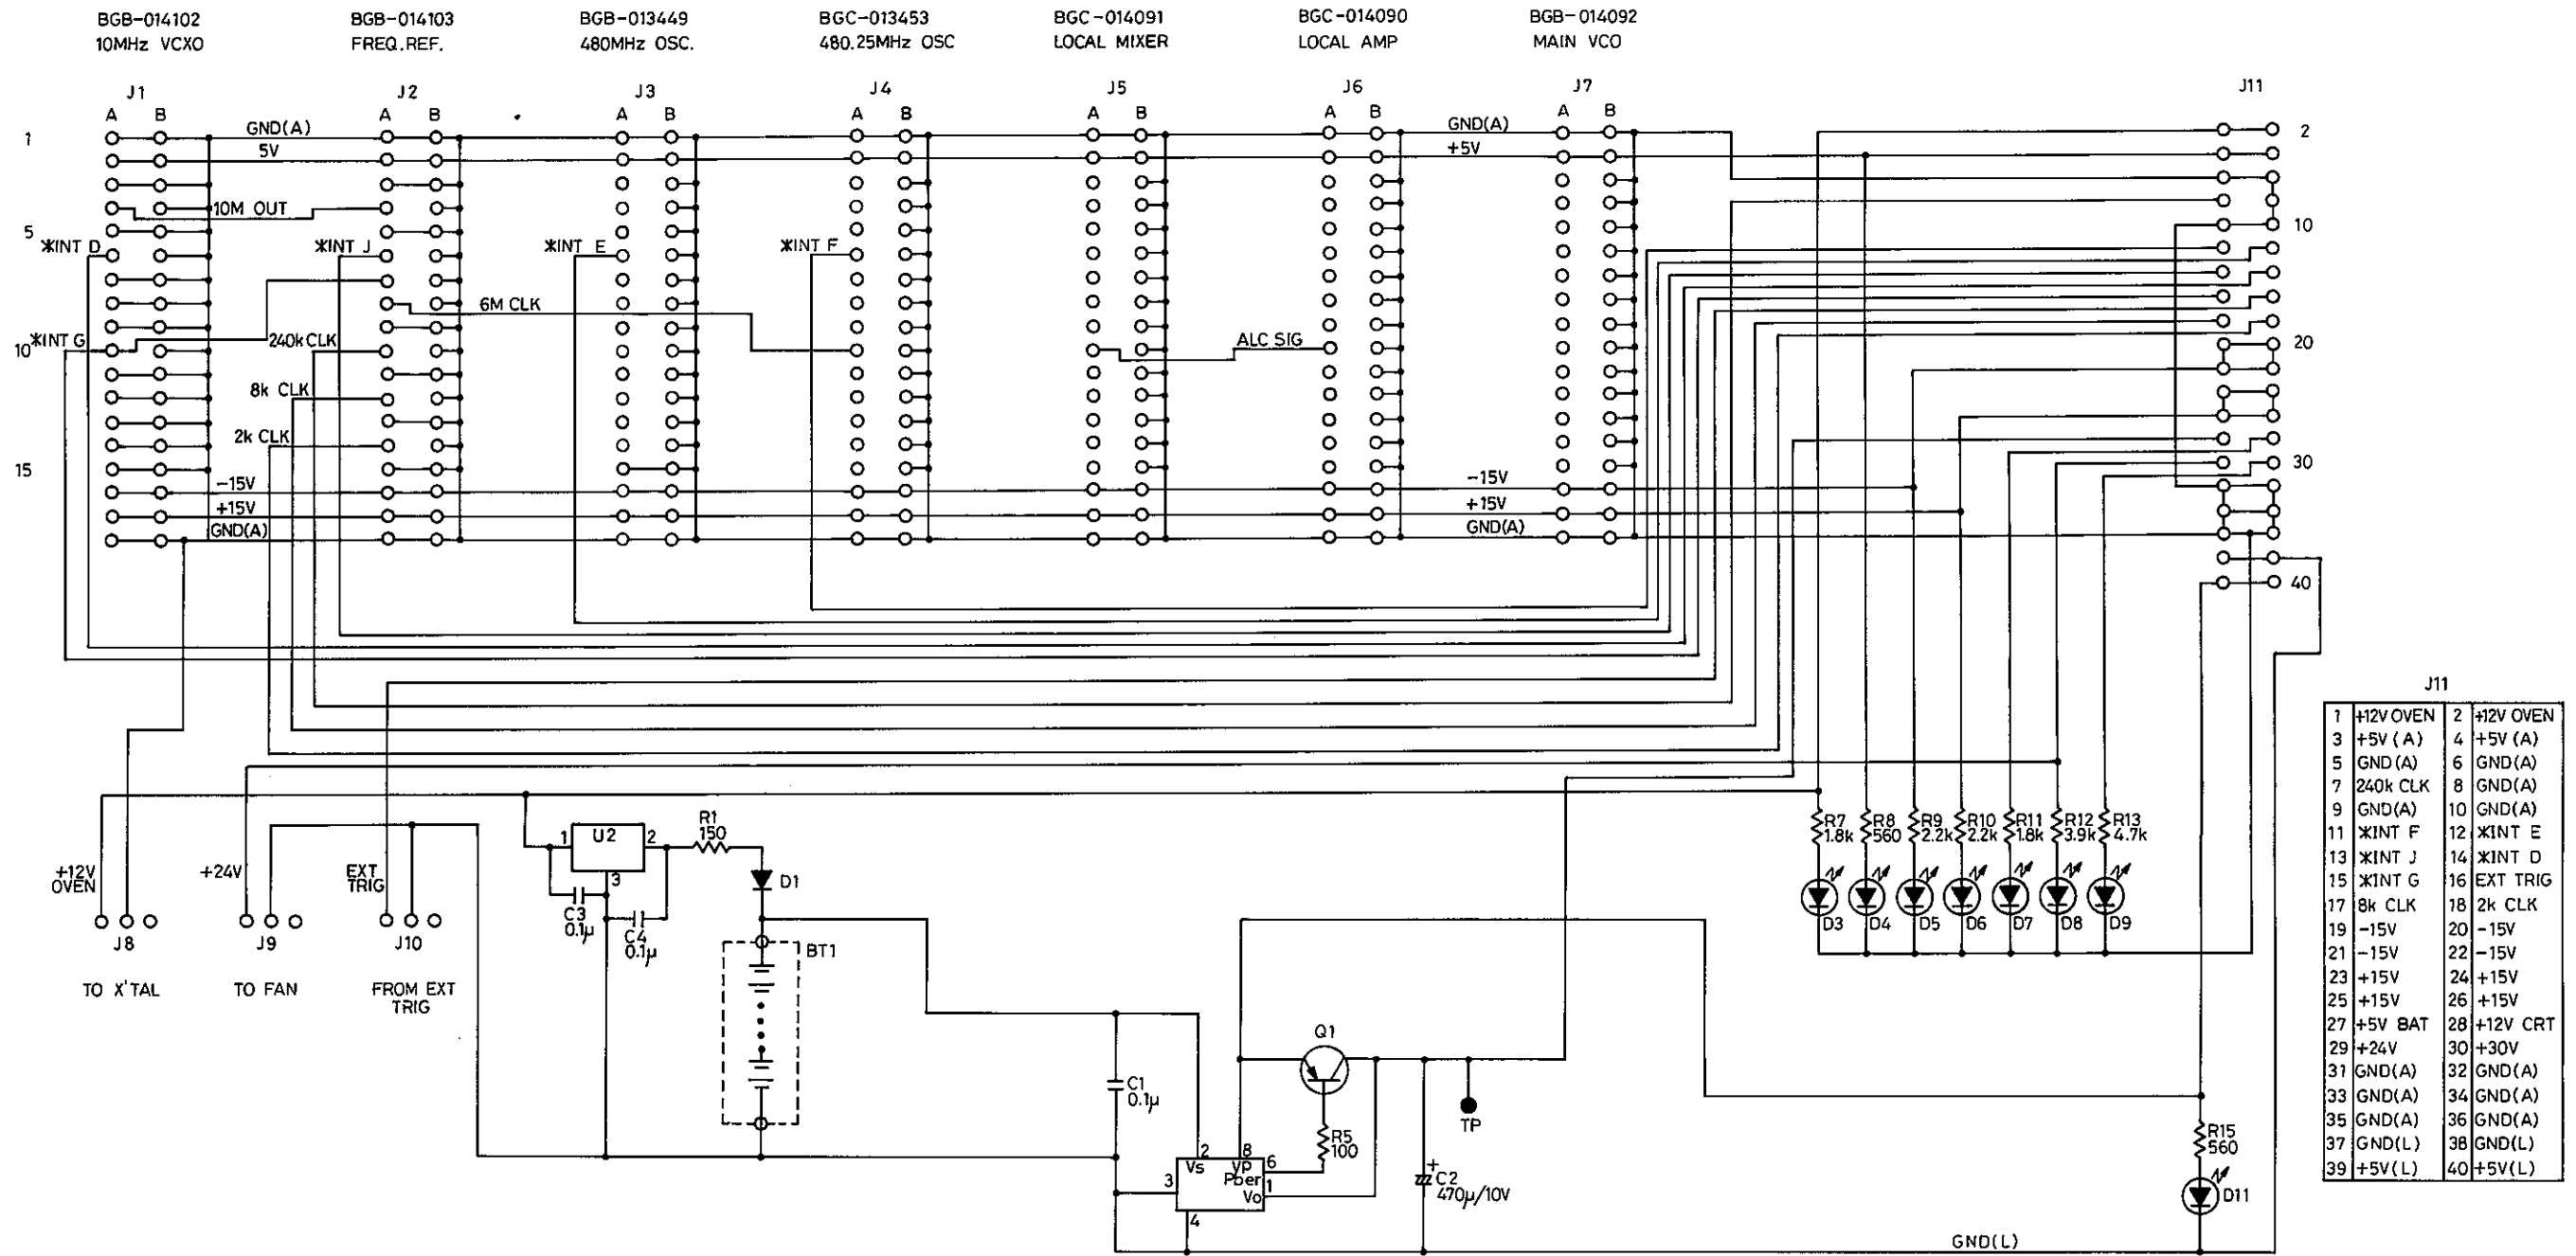 BGB-014102
10MHz VCXO
BGB-014103
FREQ.REF.
BGB-013449
480MHz OSC.
BGC-013453
480.25MHz OSC
BGC-014091
LOCAL MIXER
BGC-014090
LOCAL AMP
BGB-014092
MAIN VCO
J1
J2
J3
J4
J5
J6
J7
J11
A B
A B
A B
A B
A B
A B
A B
1
GND(A)
GND(A)
2
5V
+5V
10M OUT
5
10
※INT D
※INT J
※INT E
※INT F
6M CLK
※INT G
10
240k CLK
ALC SIG
20
8k CLK
2k CLK
15
30
-15V
-15V
+15V
+15V
GND(A)
GND(A)
40
J11
1 +12V OVEN 2 +12V OVEN
3 +5V (A) 4 +5V (A)
5 GND(A) 6 GND(A)
7 240k CLK 8 GND(A)
9 GND(A) 10 GND(A)
11 ※INT F 12 ※INT E
13 ※INT J 14 ※INT D
15 ※INT G 16 EXT TRIG
17 8k CLK 18 2k CLK
19 -15V 20 -15V
21 -15V 22 -15V
23 +15V 24 +15V
25 +15V 26 +15V
27 +5V BAT 28 +12V CRT
29 +24V 30 +30V
31 GND(A) 32 GND(A)
33 GND(A) 34 GND(A)
35 GND(A) 36 GND(A)
37 GND(L) 38 GND(L)
39 +5V(L) 40 +5V(L)
+12V
OVEN
J8
TO X'TAL
+24V
J9
TO FAN
EXT
TRIG
J10
FROM EXT
TRIG
1 U2 2
3
R1
150
C3
0.1μ
C4
0.1μ
D1
BT1
C1
0.1μ
Q1
R5
100
TP
2 8
Vs Vp 6
Pber
3 Vo 1
4
+
C2
470μ/10V
R7
1.8k
R8
560
R9
2.2k
R10
2.2k
R11
1.8k
R12
3.9k
R13
4.7k
D3
D4
D5
D6
D7
D8
D9
R15
560
D11
GND(L)